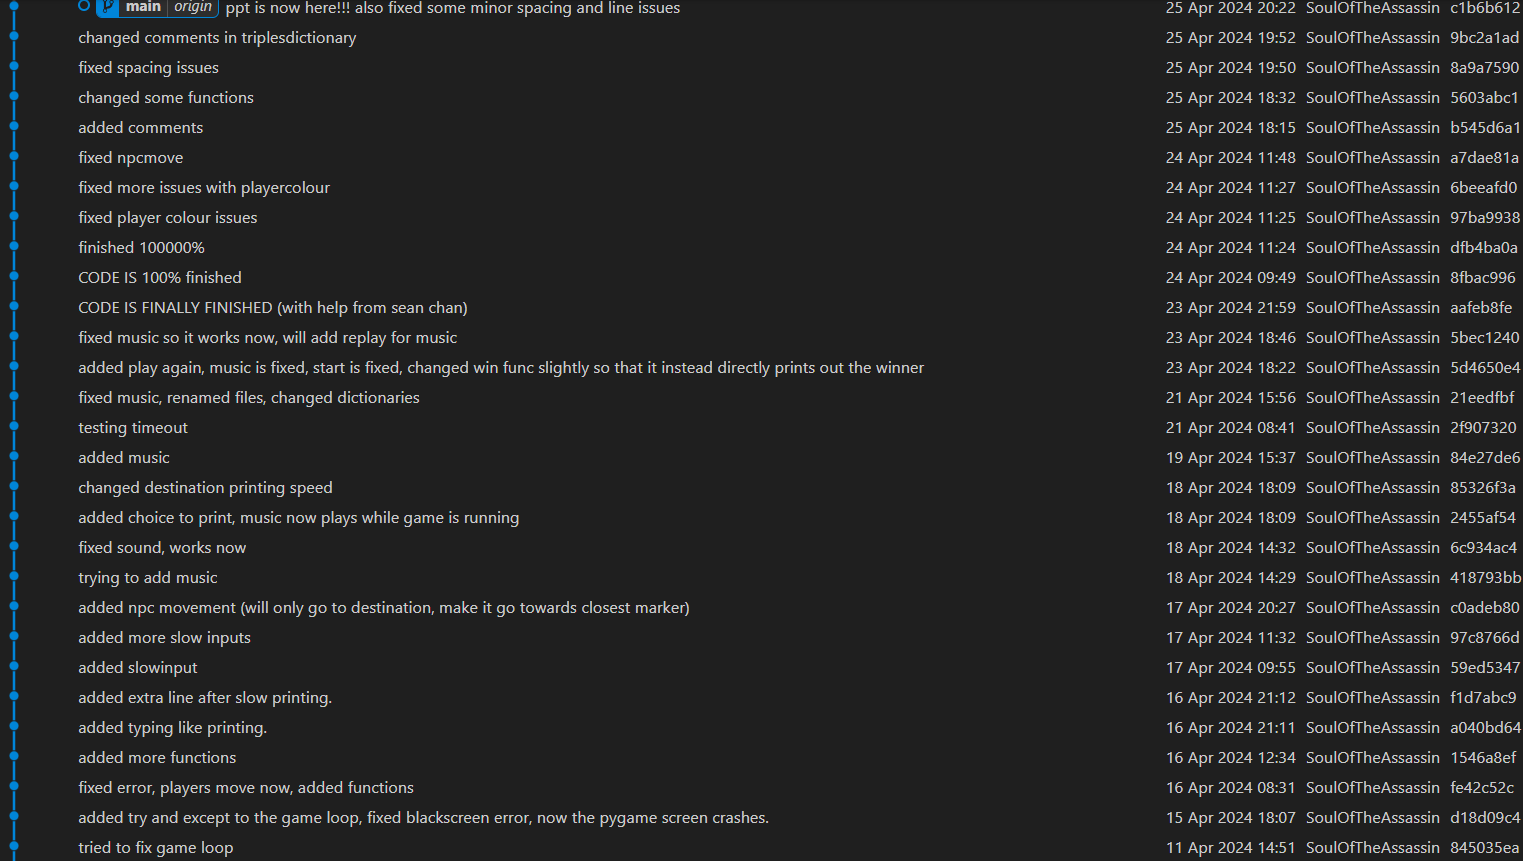 main origin ppt is now here!!! also fixed some minor spacing and line issues 25 Apr 2024 20:22 SoulOfTheAssassin c1b6b612
changed comments in triplesdictionary 25 Apr 2024 19:52 SoulOfTheAssassin 9bc2a1ad
fixed spacing issues 25 Apr 2024 19:50 SoulOfTheAssassin 8a9a7590
changed some functions 25 Apr 2024 18:32 SoulOfTheAssassin 5603abc1
added comments 25 Apr 2024 18:15 SoulOfTheAssassin b545d6a1
fixed npcmove 24 Apr 2024 11:48 SoulOfTheAssassin a7dae81a
fixed more issues with playercolour 24 Apr 2024 11:27 SoulOfTheAssassin 6beeafd0
fixed player colour issues 24 Apr 2024 11:25 SoulOfTheAssassin 97ba9938
finished 100000% 24 Apr 2024 11:24 SoulOfTheAssassin dfb4ba0a
CODE IS 100% finished 24 Apr 2024 09:49 SoulOfTheAssassin 8fbac996
CODE IS FINALLY FINISHED (with help from sean chan) 23 Apr 2024 21:59 SoulOfTheAssassin aafeb8fe
fixed music so it works now, will add replay for music 23 Apr 2024 18:46 SoulOfTheAssassin 5bec1240
added play again, music is fixed, start is fixed, changed win func slightly so that it instead directly prints out the winner 23 Apr 2024 18:22 SoulOfTheAssassin 5d4650e4
fixed music, renamed files, changed dictionaries 21 Apr 2024 15:56 SoulOfTheAssassin 21eedfbf
testing timeout 21 Apr 2024 08:41 SoulOfTheAssassin 2f907320
added music 19 Apr 2024 15:37 SoulOfTheAssassin 84e27de6
changed destination printing speed 18 Apr 2024 18:09 SoulOfTheAssassin 85326f3a
added choice to print, music now plays while game is running 18 Apr 2024 18:09 SoulOfTheAssassin 2455af54
fixed sound, works now 18 Apr 2024 14:32 SoulOfTheAssassin 6c934ac4
trying to add music 18 Apr 2024 14:29 SoulOfTheAssassin 418793bb
added npc movement (will only go to destination, make it go towards closest marker) 17 Apr 2024 20:27 SoulOfTheAssassin c0adeb80
added more slow inputs 17 Apr 2024 11:32 SoulOfTheAssassin 97c8766d
added slowinput 17 Apr 2024 09:55 SoulOfTheAssassin 59ed5347
added extra line after slow printing. 16 Apr 2024 21:12 SoulOfTheAssassin f1d7abc9
added typing like printing. 16 Apr 2024 21:11 SoulOfTheAssassin a040bd64
added more functions 16 Apr 2024 12:34 SoulOfTheAssassin 1546a8ef
fixed error, players move now, added functions 16 Apr 2024 08:31 SoulOfTheAssassin fe42c52c
added try and except to the game loop, fixed blackscreen error, now the pygame screen crashes. 15 Apr 2024 18:07 SoulOfTheAssassin d18d09c4
tried to fix game loop 11 Apr 2024 14:51 SoulOfTheAssassin 845035ea